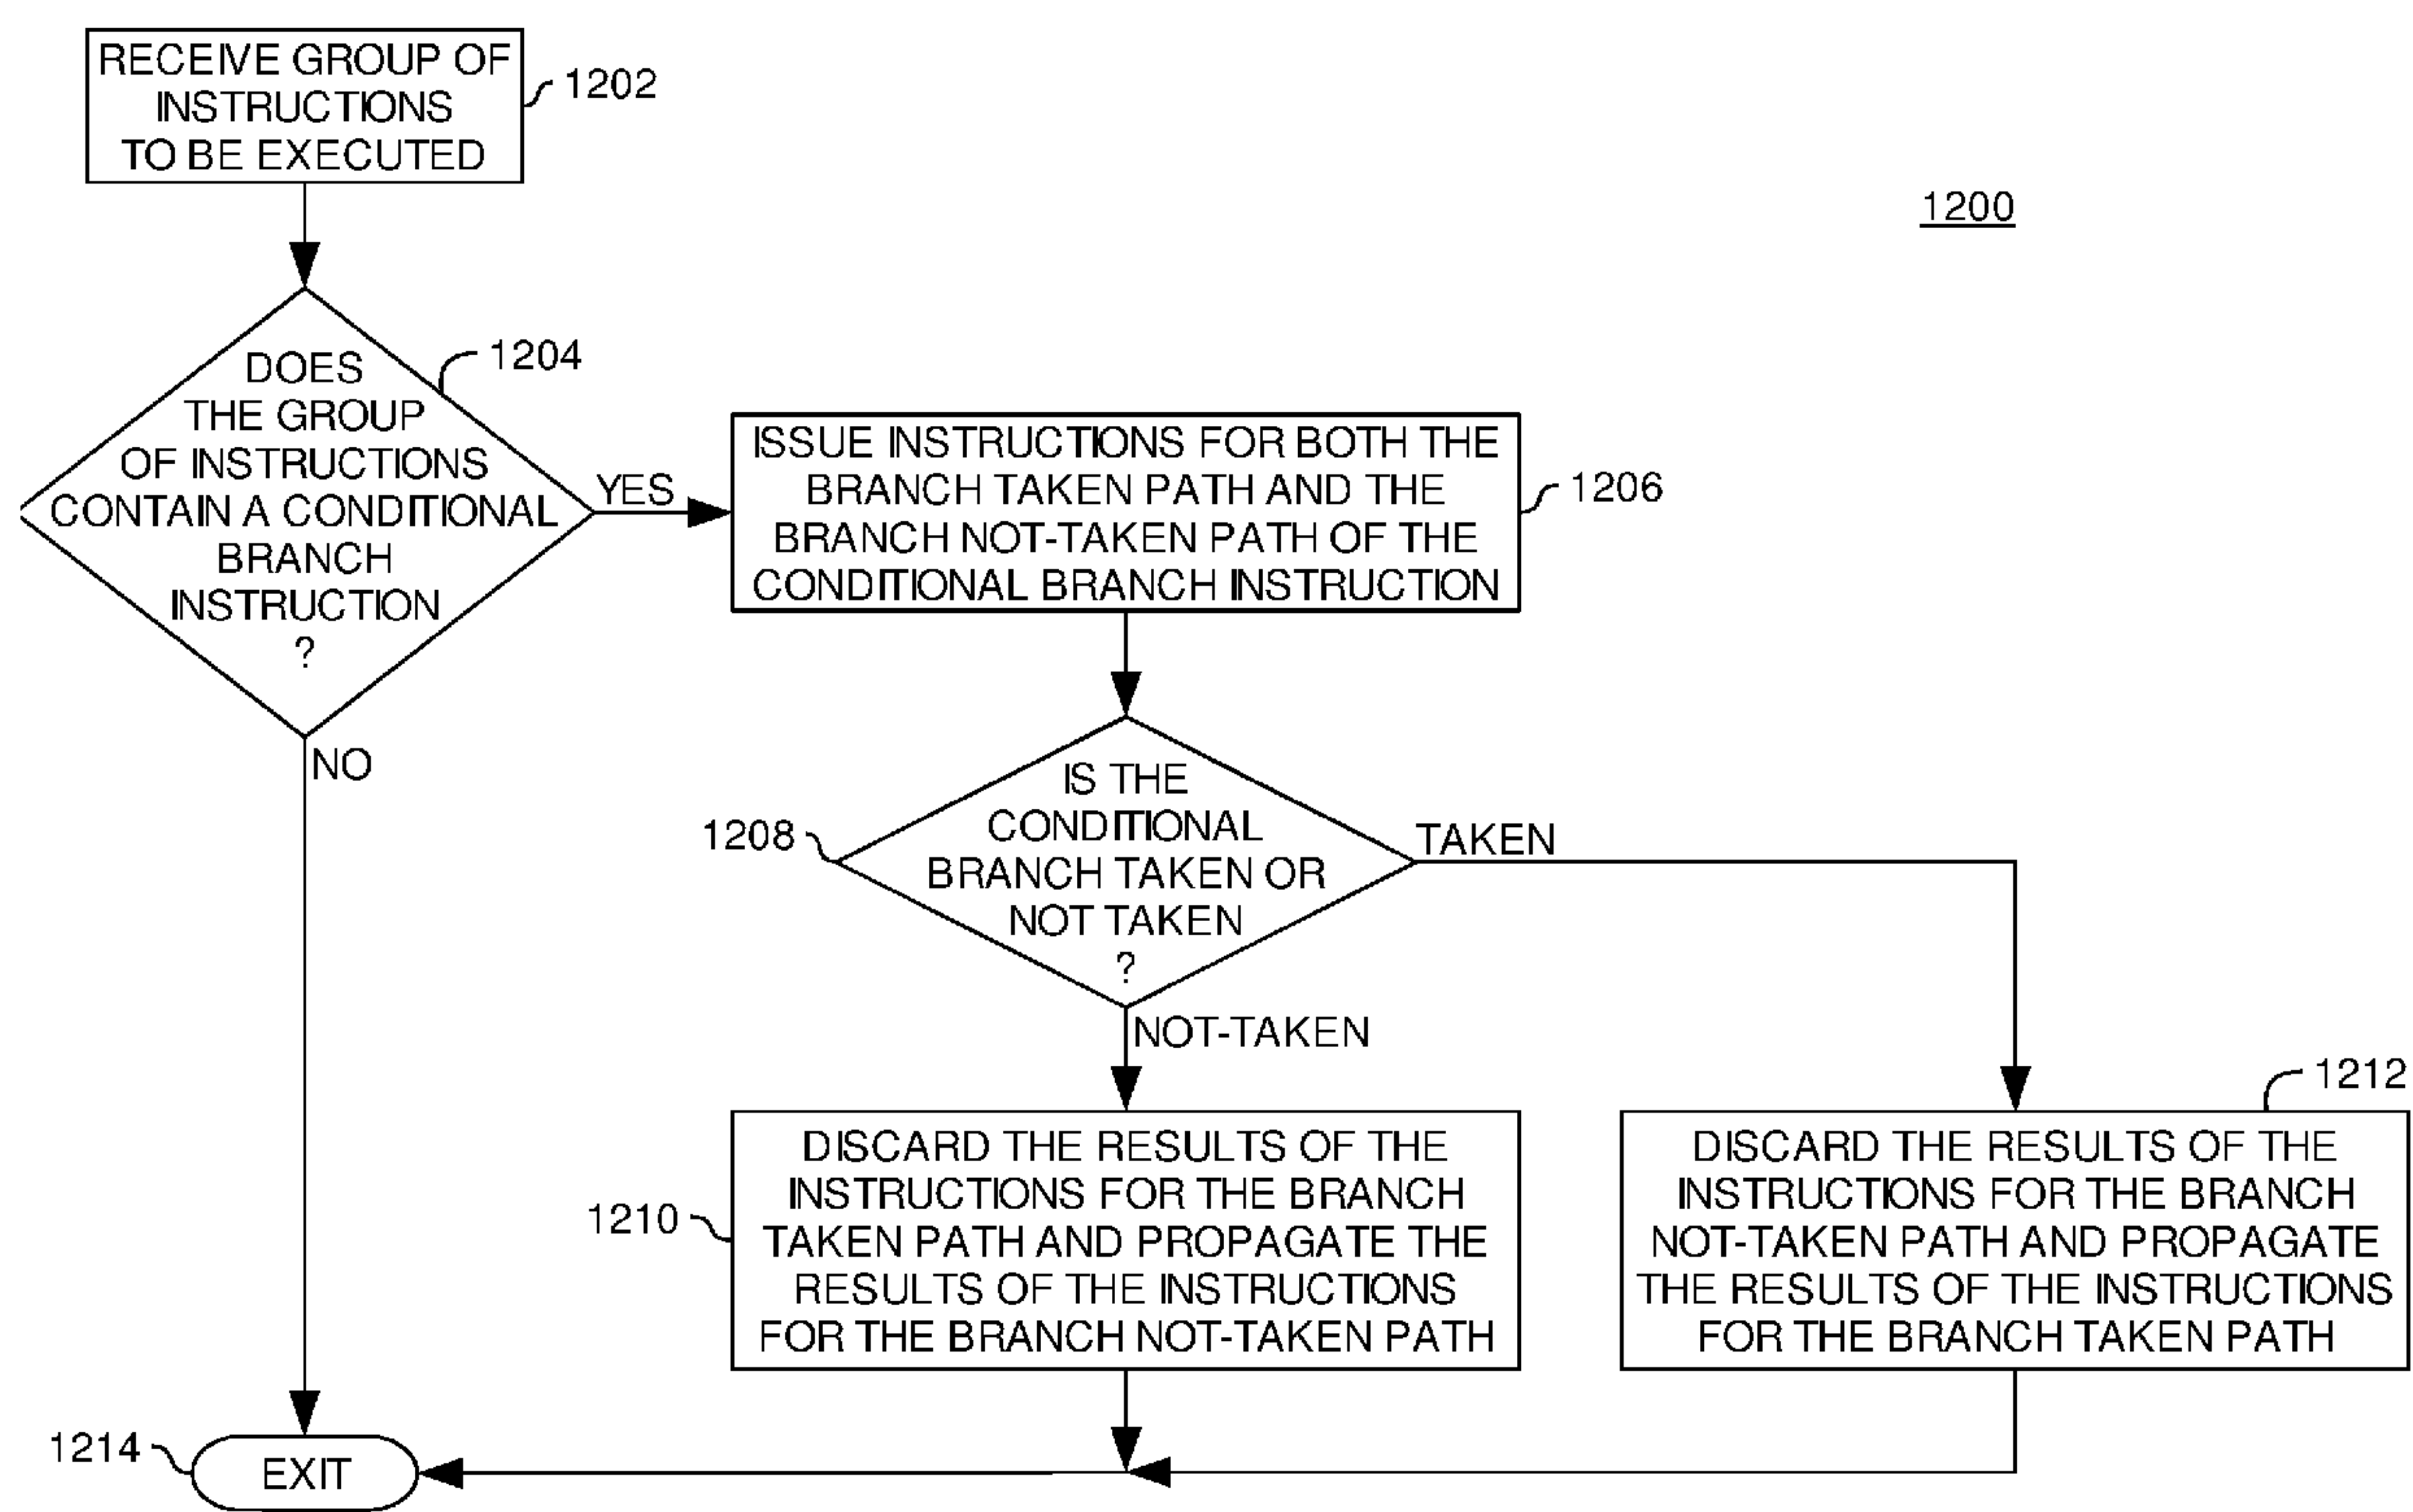 RECEIVE GROUP OF
INSTRUCTIONS
TO BE EXECUTED
1202
1200
DOES
THE GROUP
OF INSTRUCTIONS
CONTAIN A CONDITIONAL
BRANCH
INSTRUCTION
?
1204
YES
NO
ISSUE INSTRUCTIONS FOR BOTH THE
BRANCH TAKEN PATH AND THE
BRANCH NOT-TAKEN PATH OF THE
CONDITIONAL BRANCH INSTRUCTION
1206
IS THE
CONDITIONAL
BRANCH TAKEN OR
NOT TAKEN
?
1208
TAKEN
NOT-TAKEN
DISCARD THE RESULTS OF THE
INSTRUCTIONS FOR THE BRANCH
TAKEN PATH AND PROPAGATE THE
RESULTS OF THE INSTRUCTIONS
FOR THE BRANCH NOT-TAKEN PATH
1210
1212
DISCARD THE RESULTS OF THE
INSTRUCTIONS FOR THE BRANCH
NOT-TAKEN PATH AND PROPAGATE
THE RESULTS OF THE INSTRUCTIONS
FOR THE BRANCH TAKEN PATH
1214
EXIT